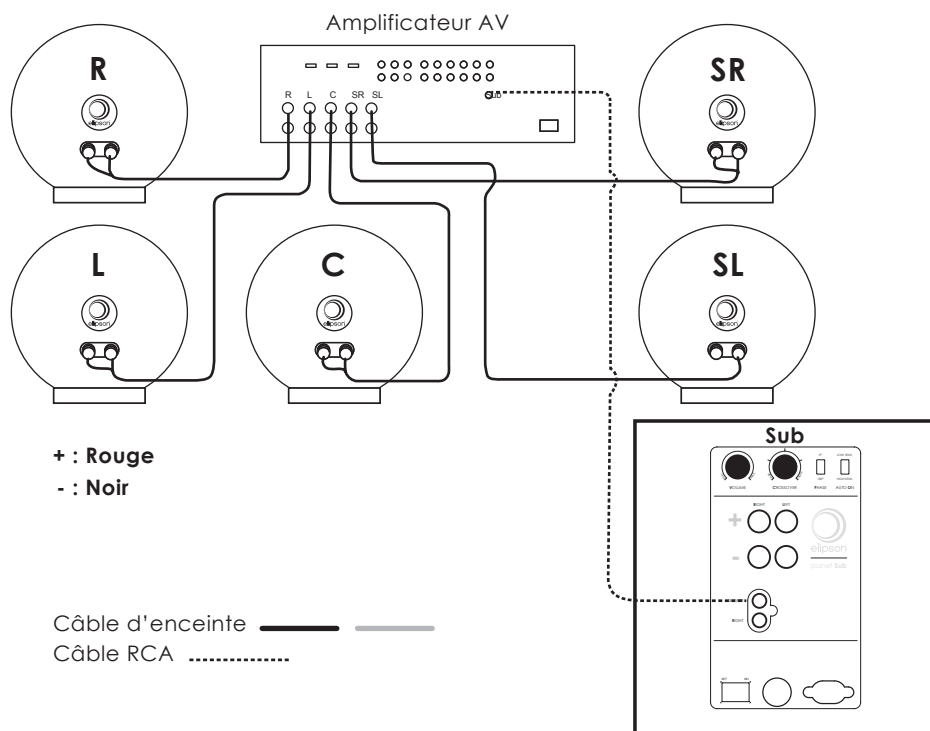 Amplificateur AV
R
SR
R L C SR SL
Sub
elipson
elipson
L
C
SL
elipson
elipson
elipson
+ : Rouge
- : Noir
Sub
VOLUME CROSSOVER PHASE AUTO-ON
RIGHT LEFT
+
-
elipson
planet Sub
RIGHT
Câble d'enceinte
Câble RCA